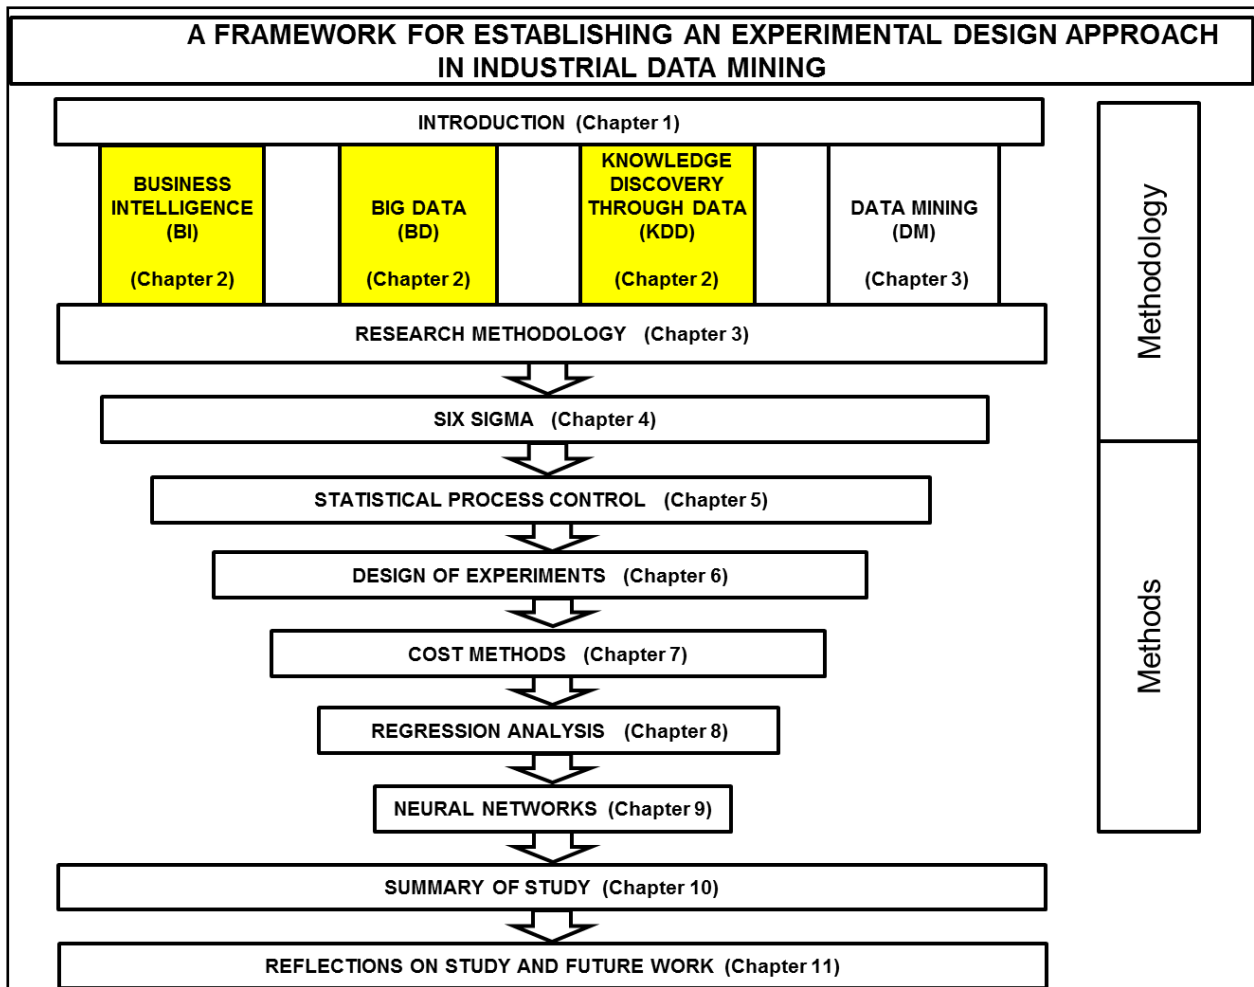 A FRAMEWORK FOR ESTABLISHING AN EXPERIMENTAL DESIGN APPROACH
IN INDUSTRIAL DATA MINING
INTRODUCTION (Chapter 1)
BUSINESS
INTELLIGENCE
(BI)
(Chapter 2)
BIG DATA
(BD)
(Chapter 2)
KNOWLEDGE
DISCOVERY
THROUGH DATA
(KDD)
(Chapter 2)
DATA MINING
(DM)
(Chapter 3)
RESEARCH METHODOLOGY (Chapter 3)
SIX SIGMA (Chapter 4)
STATISTICAL PROCESS CONTROL (Chapter 5)
DESIGN OF EXPERIMENTS (Chapter 6)
COST METHODS (Chapter 7)
REGRESSION ANALYSIS (Chapter 8)
NEURAL NETWORKS (Chapter 9)
SUMMARY OF STUDY (Chapter 10)
REFLECTIONS ON STUDY AND FUTURE WORK (Chapter 11)
Methodology
Methods